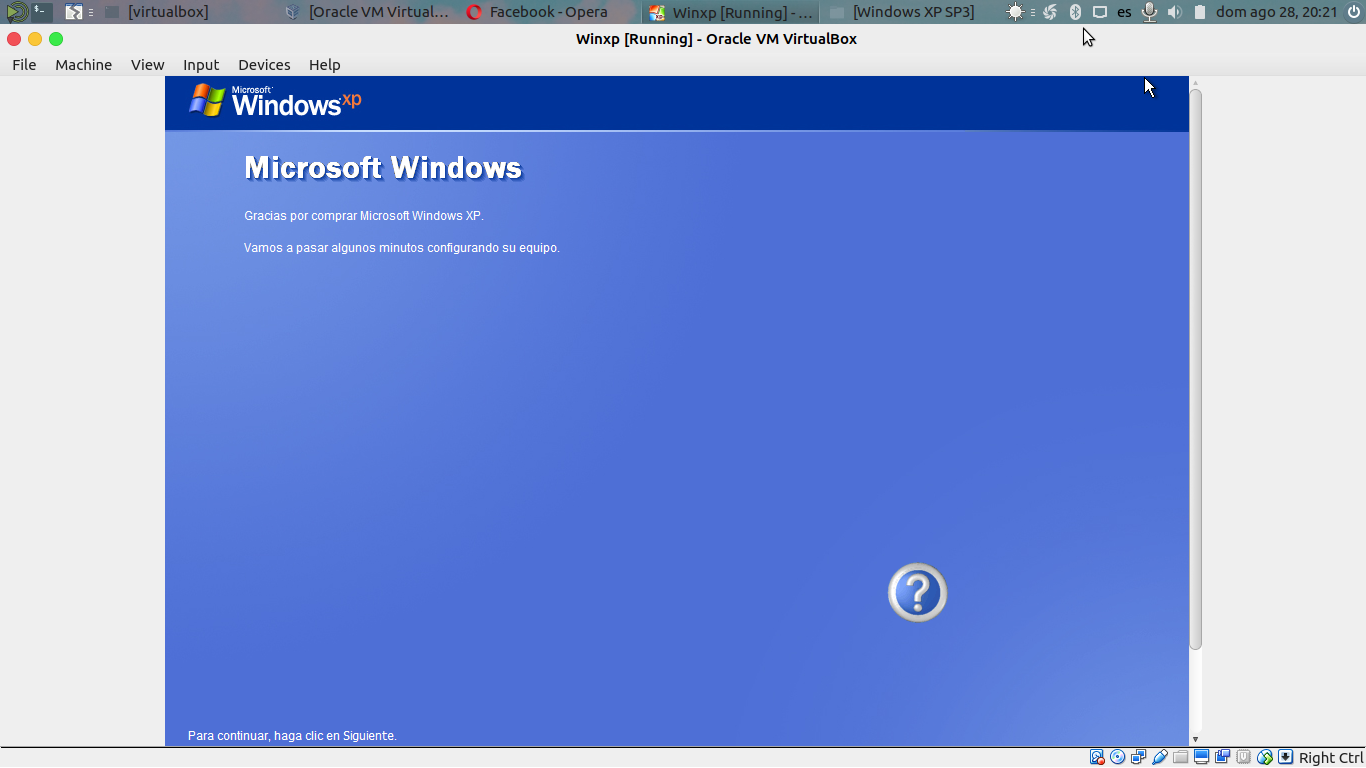 [virtualbox] [Oracle VM Virtual... Facebook - Opera Winxp [Running] - ... [Windows XP SP3] es dom ago 28, 20:21
Winxp [Running] - Oracle VM VirtualBox
File Machine View Input Devices Help
Microsoft
Windows xp
Microsoft Windows
Gracias por comprar Microsoft Windows XP.
Vamos a pasar algunos minutos configurando su equipo.
Para continuar, haga clic en Siguiente.
Right Ctrl